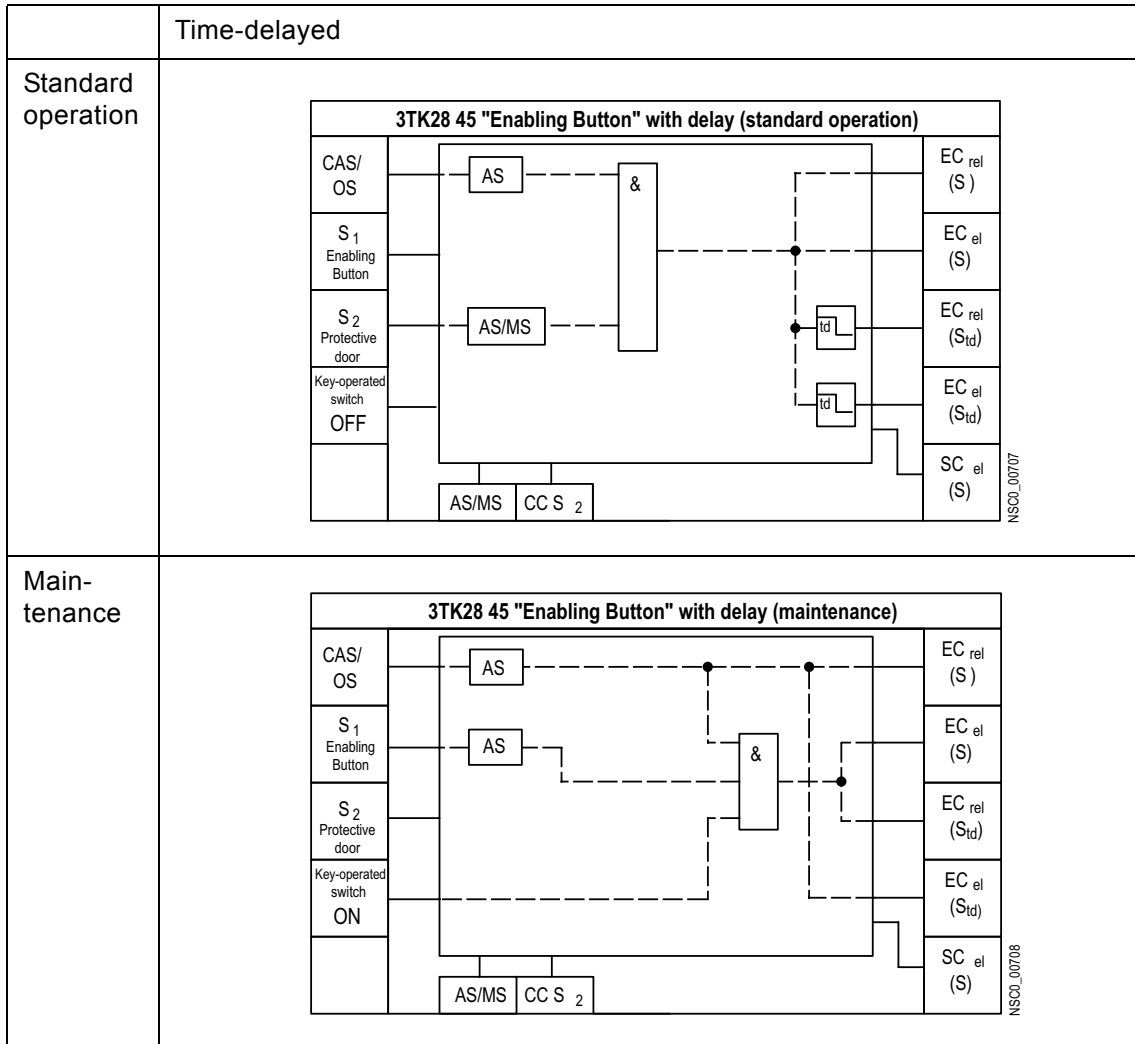 Time-delayed
Standard
operation
3TK28 45 "Enabling Button" with delay (standard operation)
CAS/
OS
S 1
Enabling
Button
S 2
Protective
door
Key-operated
switch
OFF
AS
&
AS/MS
td
td
AS/MS
CC S 2
EC rel
(S )
EC el
(S)
EC rel
(Std)
EC el
(Std)
SC el
(S)
NSC0_00707
Main-
tenance
3TK28 45 "Enabling Button" with delay (maintenance)
CAS/
OS
S 1
Enabling
Button
S 2
Protective
door
Key-operated
switch
ON
AS
AS
&
AS/MS
CC S 2
EC rel
(S )
EC el
(S)
EC rel
(Std)
EC el
(Std)
SC el
(S)
NSC0_00708